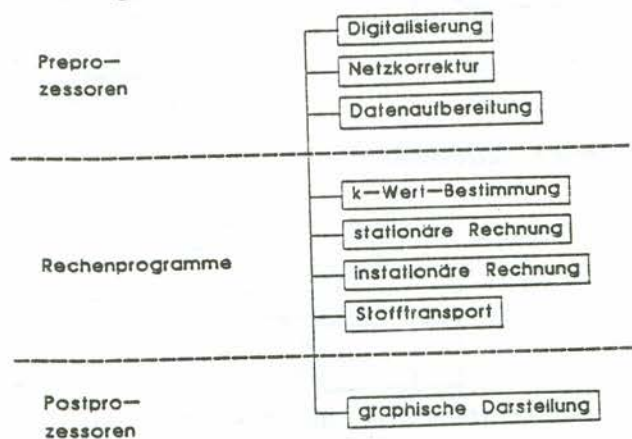 Digitalisierung
Prepro-
zessoren
Netzkorrektur
Datenaufbereitung
k-Wert-Bestimmung
stationäre Rechnung
Rechenprogramme
instationäre Rechnung
Stofftransport
Postpro-
zessoren
graphische Darstellung